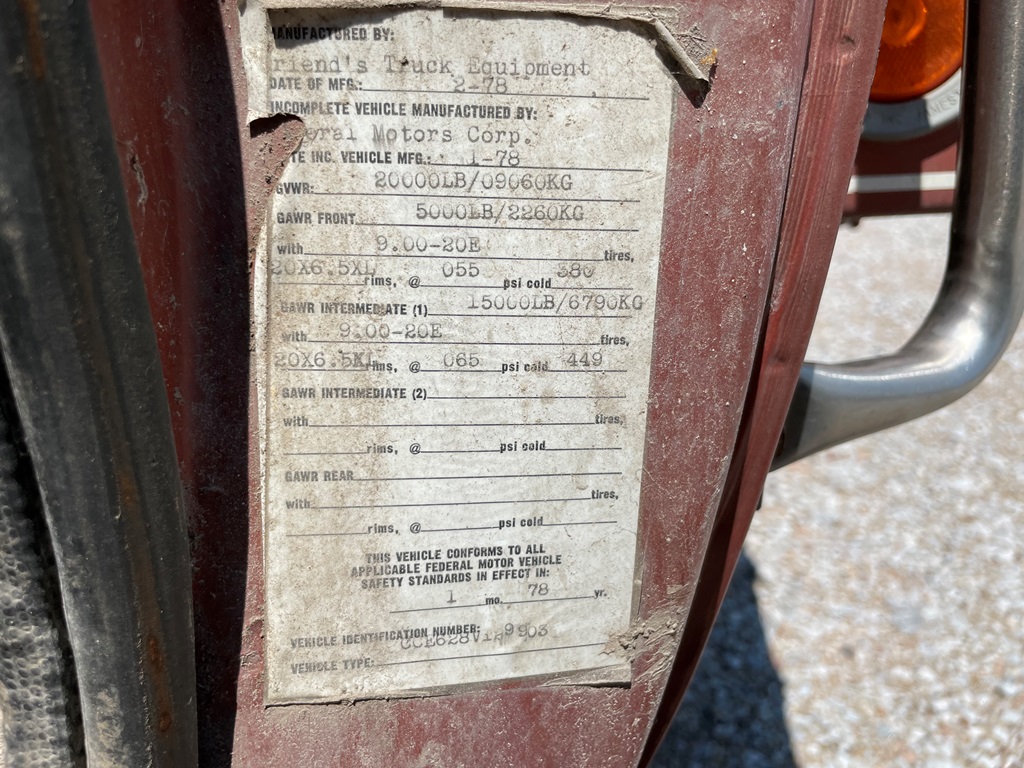 MANUFACTURED BY:
riend's Truck Equipment
DATE OF MFG.: 2-78
INCOMPLETE VEHICLE MANUFACTURED BY:
eral Motors Corp.
TE INC. VEHICLE MFG.: 1-78
GVWR: 20000LB/09060KG
GAWR FRONT 5000LB/2260KG
with 9.00-20E tires,
20X6.5XL rims, @ 055 psi cold 380
GAWR INTERMEDIATE (1) 15000LB/6790KG
with 9.00-20E tires,
20X6.5XL rims, @ 065 psi cold 449
GAWR INTERMEDIATE (2)
with tires,
rims, @ psi cold
GAWR REAR
with tires,
rims, @ psi cold
THIS VEHICLE CONFORMS TO ALL
APPLICABLE FEDERAL MOTOR VEHICLE
SAFETY STANDARDS IN EFFECT IN:
1 mo. 78 yr.
VEHICLE IDENTIFICATION NUMBER:
VEHICLE TYPE: